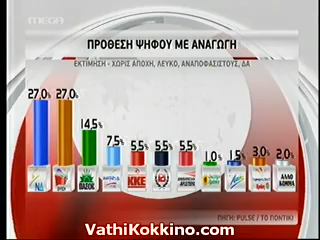 MEGA
ΠΡΟΘΕΣΗ ΨΗΦΟΥ ΜΕ ΑΝΑΓΩΓΗ
ΕΚΤΙΜΗΣΗ - ΧΩΡΙΣ ΑΠΟΧΗ, ΛΕΥΚΟ, ΑΝΑΠΟΦΑΣΙΣΤΟΥΣ, ΔΑ
27,0% 27,0% 14,5% 7,5% 5,5% 5,5% 5,5% 1,0% 1,5% 3,0% 2,0%
ΝΔ ΠΑΣΟΚ ΚΚΕ ΑΛΛΟ ΚΟΜΜΑ
ΠΗΓΗ: PULSE / ΤΟ ΠΟΝΤΙΚΙ
VathiKokkino.com